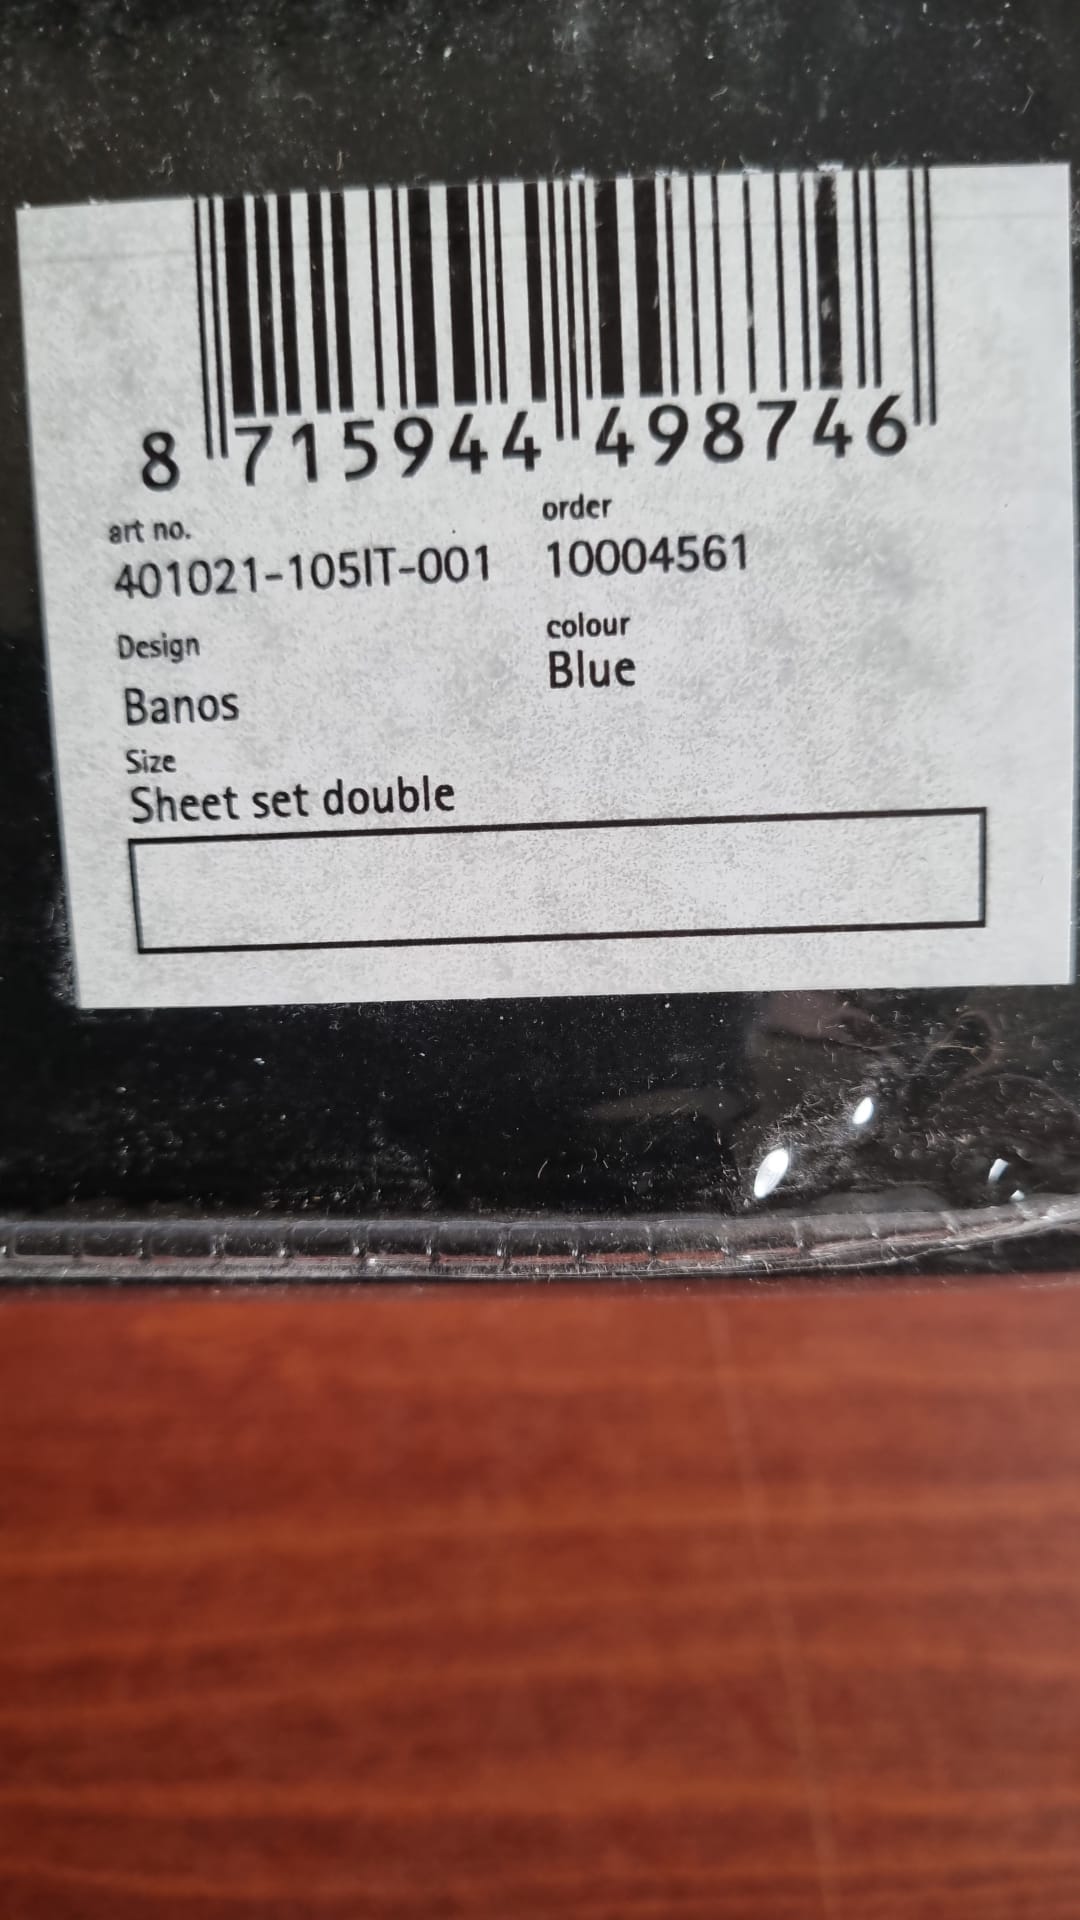 8 715944 498746
art no.
401021-105IT-001
order
10004561
Design
Banos
colour
Blue
Size
Sheet set double